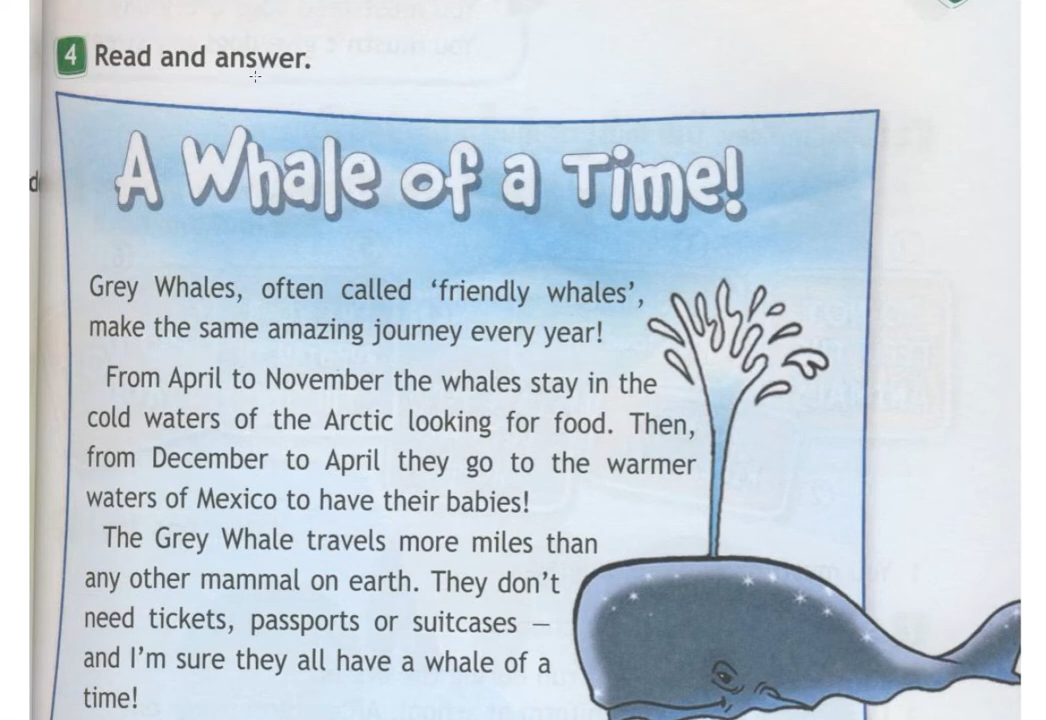 4 Read and answer.
A Whale of a Time!
Grey Whales, often called ‘friendly whales’,
make the same amazing journey every year!
From April to November the whales stay in the
cold waters of the Arctic looking for food. Then,
from December to April they go to the warmer
waters of Mexico to have their babies!
The Grey Whale travels more miles than
any other mammal on earth. They don’t
need tickets, passports or suitcases –
and I’m sure they all have a whale of a
time!